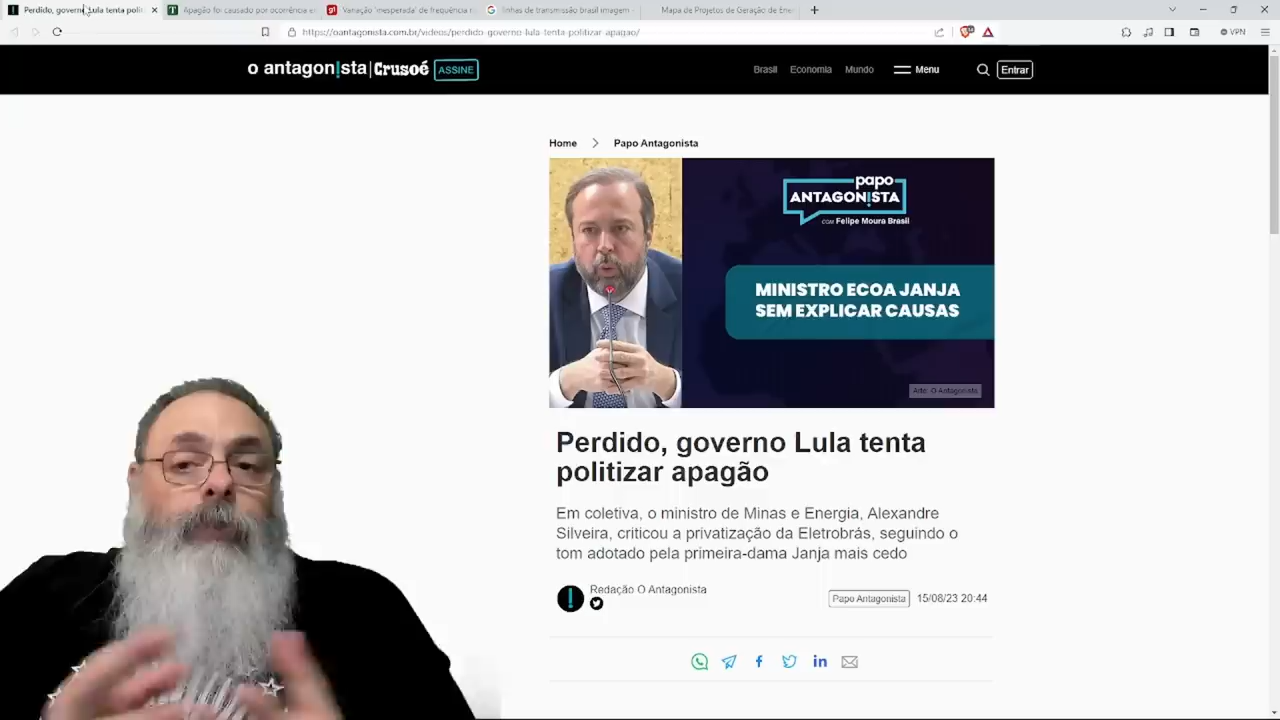 Perdido, governo Lula tenta polit
Apagão foi causado por ocorrência e
g1 Variação 'inesperada' de frequência n
linhas de transmissão brasil imagem -
Mapa de Projetos de Geração de Ene
https://oantagonista.com.br/videos/perdido-governo-lula-tenta-politizar-apagao/
VPN
o antagon!sta | Crusoé ASSINE
Brasil Economia Mundo Menu Entrar
Home > Papo Antagonista
papo
ANTAGON!STA
COM Felipe Moura Brasil
MINISTRO ECOA JANJA
SEM EXPLICAR CAUSAS
Arte: O Antagonista
Perdido, governo Lula tenta
politizar apagão
Em coletiva, o ministro de Minas e Energia, Alexandre
Silveira, criticou a privatização da Eletrobrás, seguindo o
tom adotado pela primeira-dama Janja mais cedo
Redação O Antagonista
Papo Antagonista 15/08/23 20:44